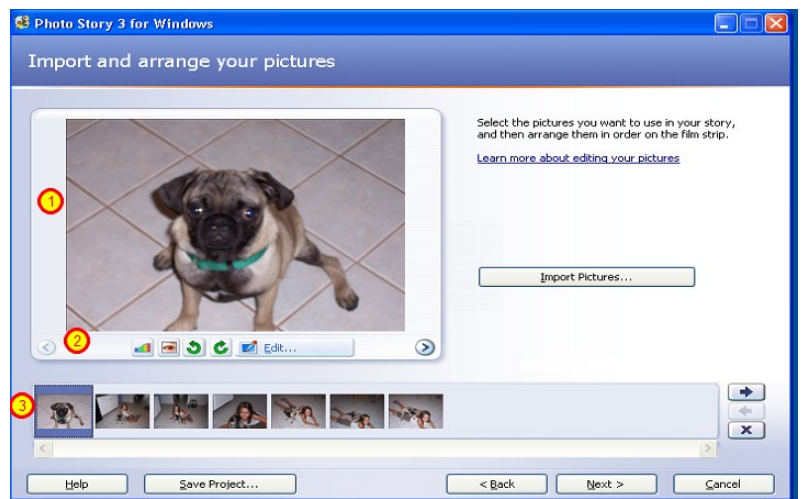 Photo Story 3 for Windows
Import and arrange your pictures
Select the pictures you want to use in your story,
and then arrange them in order on the film strip.
Learn more about editing your pictures
1
Import Pictures...
2
Edit...
3
Help
Save Project...
< Back
Next >
Cancel